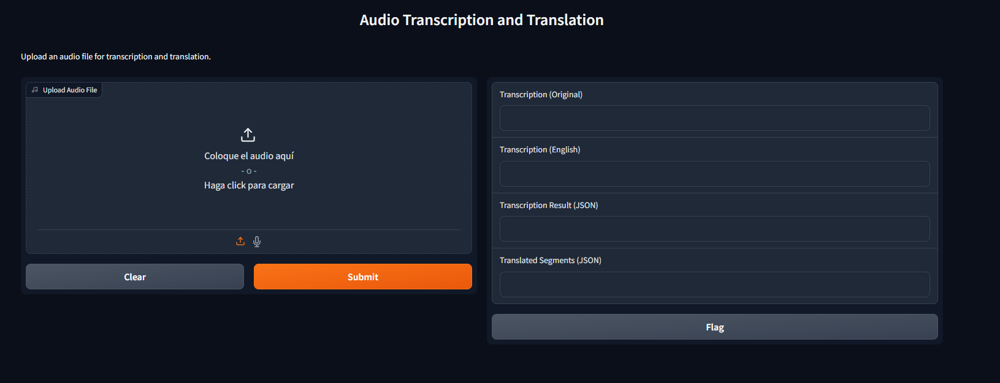 Audio Transcription and Translation
Upload an audio file for transcription and translation.
Upload Audio File
Coloque el audio aquí
- o -
Haga click para cargar
Clear
Submit
Transcription (Original)
Transcription (English)
Transcription Result (JSON)
Translated Segments (JSON)
Flag